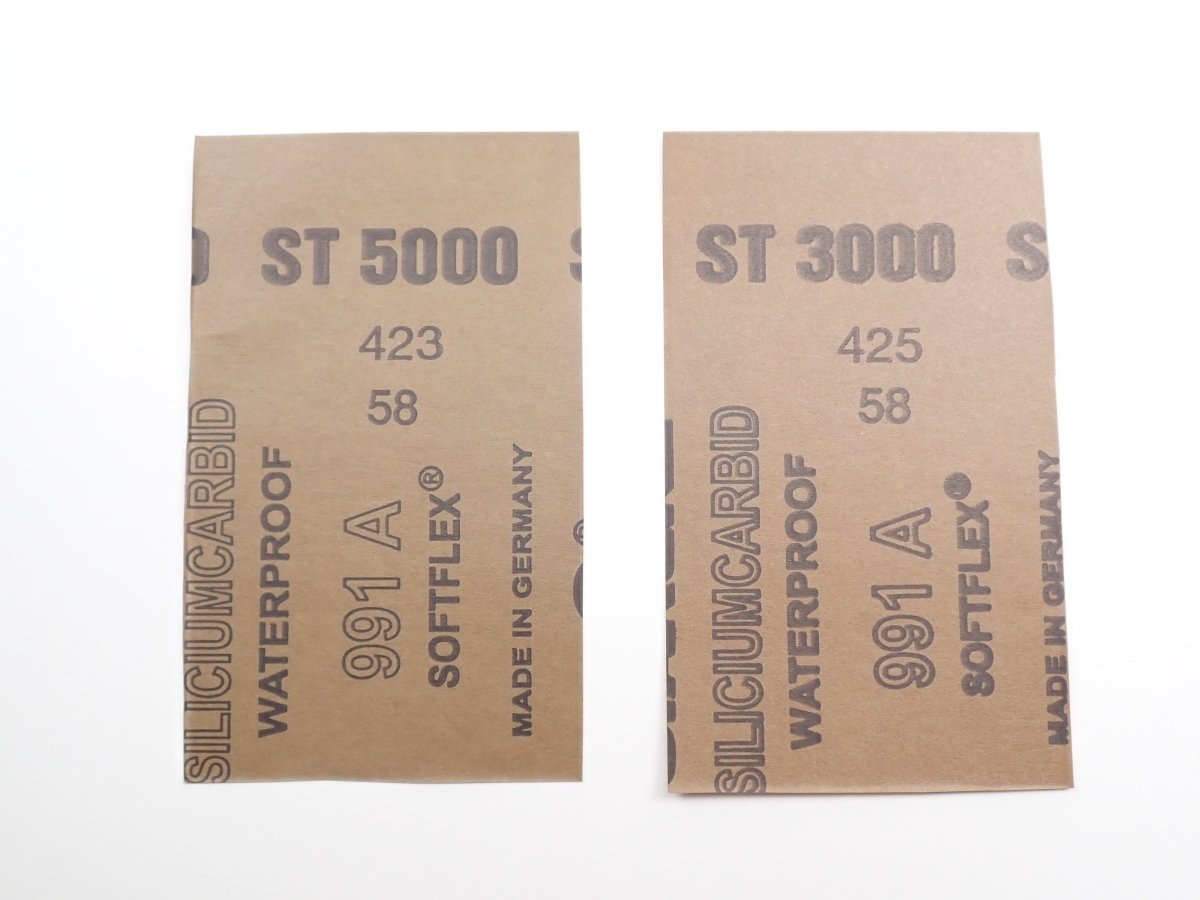 ST 5000
423
58
SILICIUMCARBID
WATERPROOF
991 A
SOFTFLEX®
MADE IN GERMANY
ST 3000
425
58
SILICIUMCARBID
WATERPROOF
991 A
SOFTFLEX®
MADE IN GERMANY